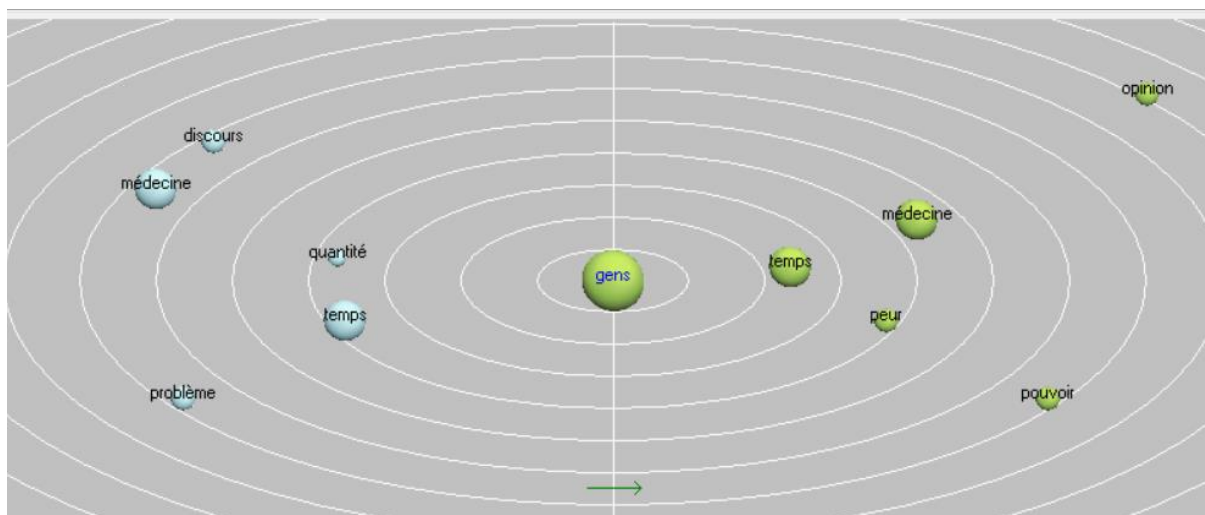 opinion
discours
médecine
médecine
quantité
temps
gens
temps
peur
problème
pouvoir